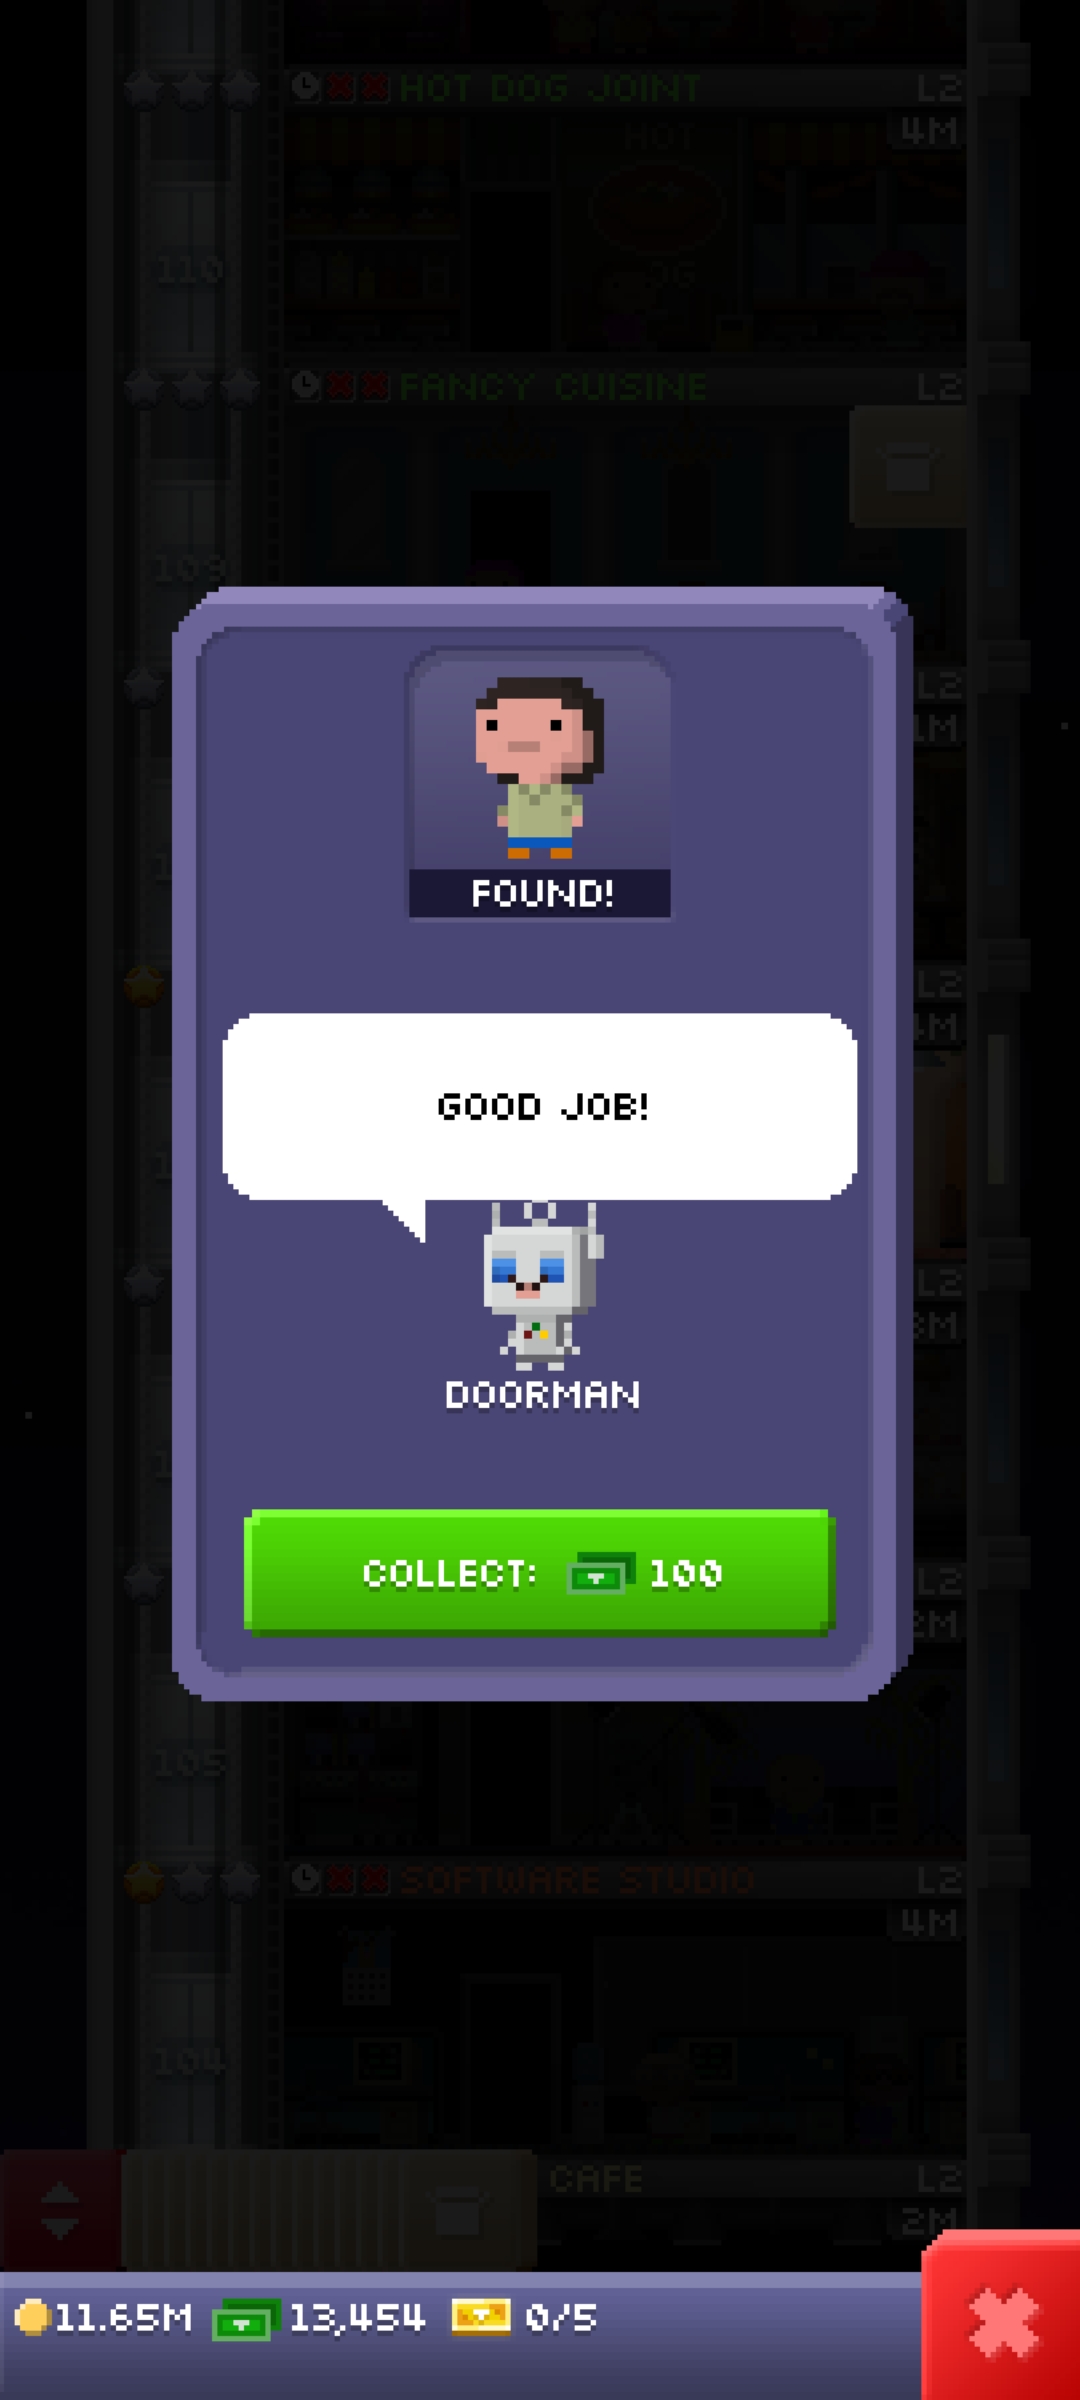 HOT DOG JOINT L2
4M
HOT
110
FANCY CUISINE L2
109
L2
1M
FOUND!
L2
4M
GOOD JOB!
L2
3M
DOORMAN
COLLECT: 100
L2
2M
105
SOFTWARE STUDIO L2
4M
104
CAFE L2
2M
11.65M 13,454 0/5